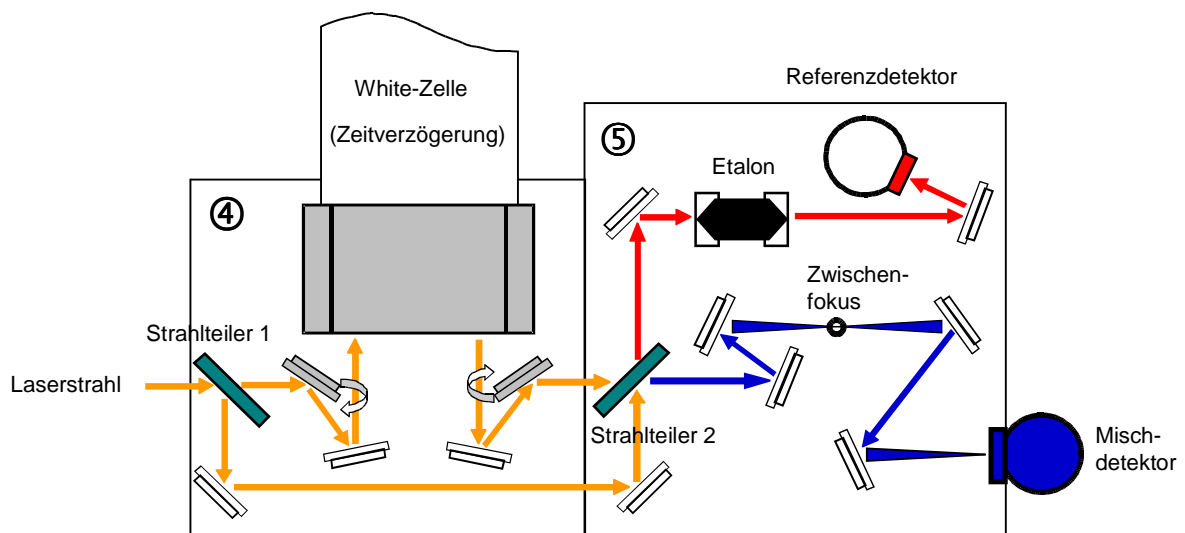 White-Zelle
(Zeitverzögerung)
Referenzdetektor
⑤
Etalon
④
Zwischen-
fokus
Strahlteiler 1
Laserstrahl
Strahlteiler 2
Misch-
detektor